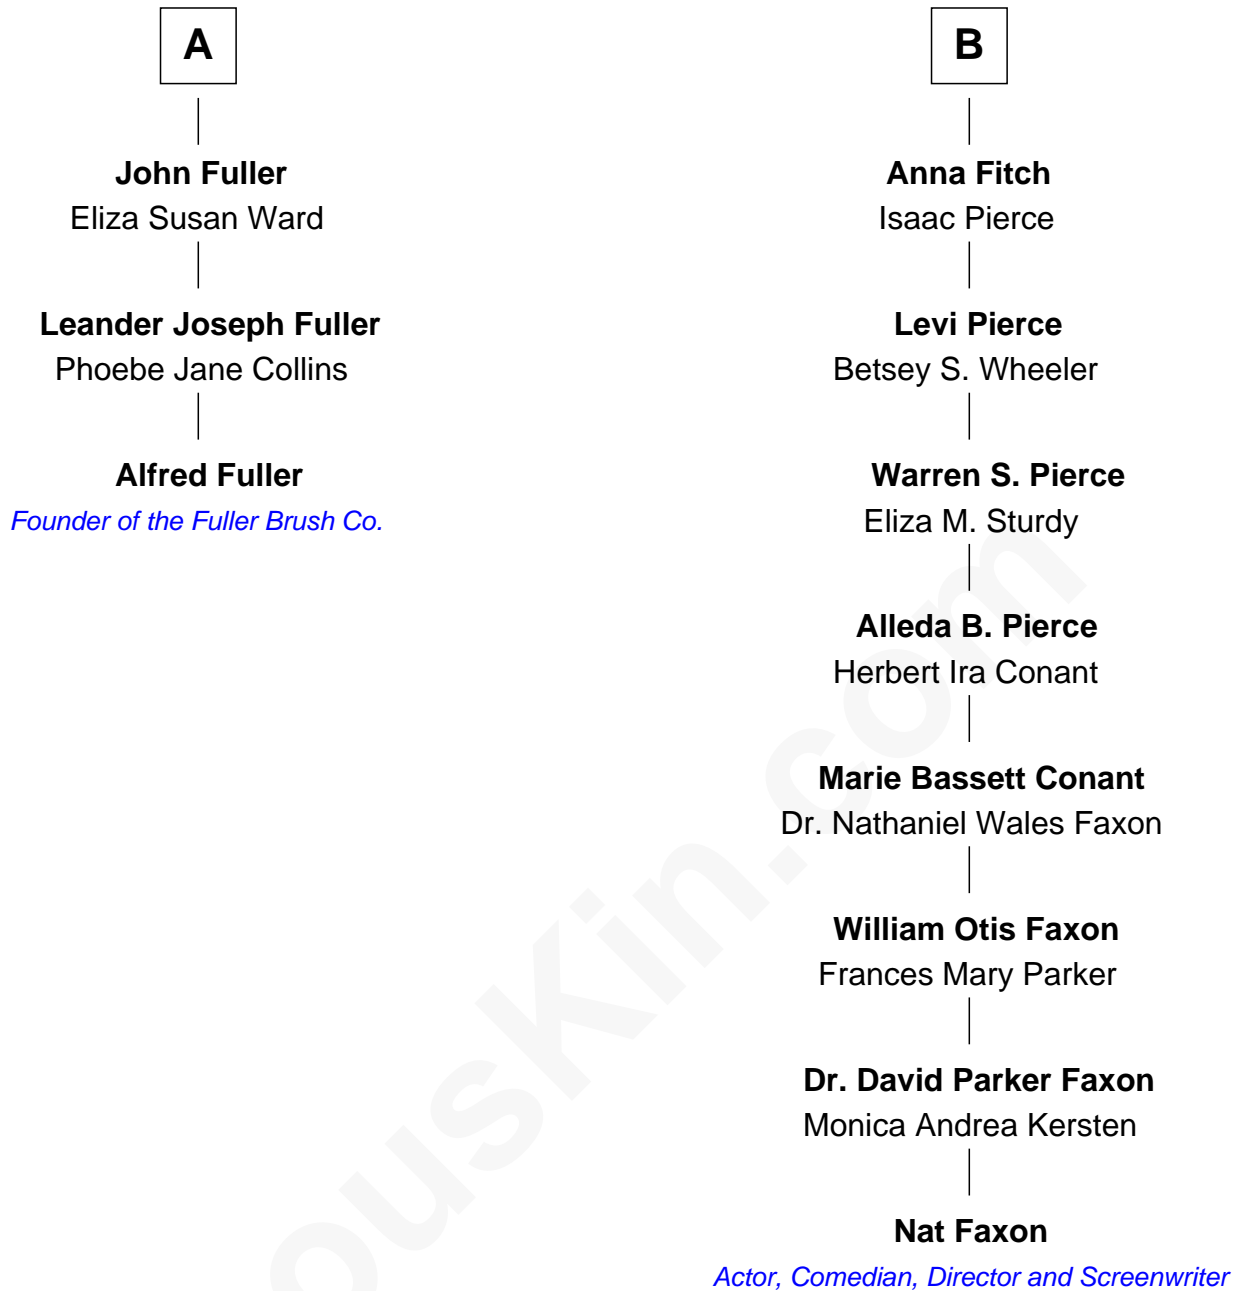 A
John Fuller
Eliza Susan Ward
Leander Joseph Fuller
Phoebe Jane Collins
Alfred Fuller
Founder of the Fuller Brush Co.
B
Anna Fitch
Isaac Pierce
Levi Pierce
Betsey S. Wheeler
Warren S. Pierce
Eliza M. Sturdy
Alleda B. Pierce
Herbert Ira Conant
Marie Bassett Conant
Dr. Nathaniel Wales Faxon
William Otis Faxon
Frances Mary Parker
Dr. David Parker Faxon
Monica Andrea Kersten
Nat Faxon
Actor, Comedian, Director and Screenwriter
ousKin.com